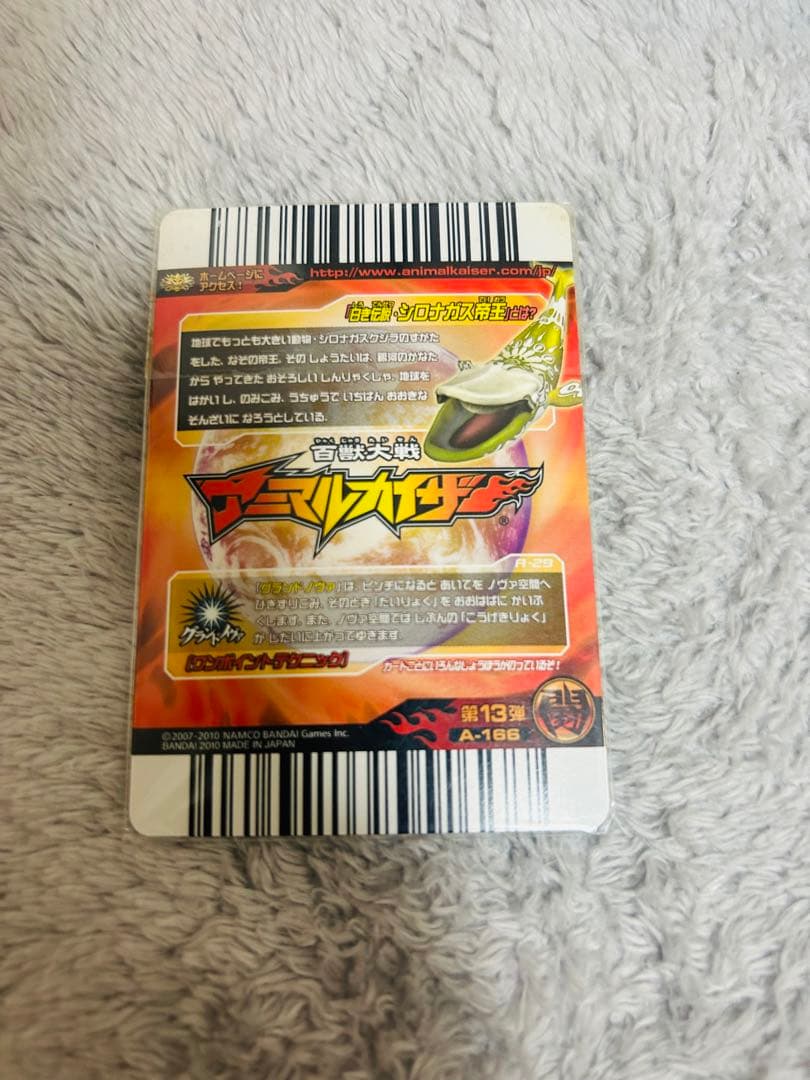 ホームページに
アクセス!
http://www.animalkaiser.com/jp/
「白き伝説・シロナガス帝王」とは?
地球でもっとも大きい動物・シロナガスクジラのすがた
をした、なぞの帝王。その しょうたいは、銀河のかなた
から やってきた おそろしい しんりゃくしゃ。地球を
はかい し、のみこみ、うちゅうで いちばん おおきな
そんざいに なろうとしている。
百獣大戦
アニマルカイザー
®
A-29
「グランドノヴァ」は、ピンチになると あいてを ノヴァ空間へ
ひきずりこみ、そのとき「たいりょく」を おおはばに かいふ
くします。また、ノヴァ空間では じぶんの「こうげきりょく」
が しだいに上がってゆきます。
グランドノヴァ
【ワンポイント・テクニック】
カードごとにいろんなじょうほうがのっているぞ!
第13弾
A-166
©2007-2010 NAMCO BANDAI Games Inc.
BANDAI 2010 MADE IN JAPAN